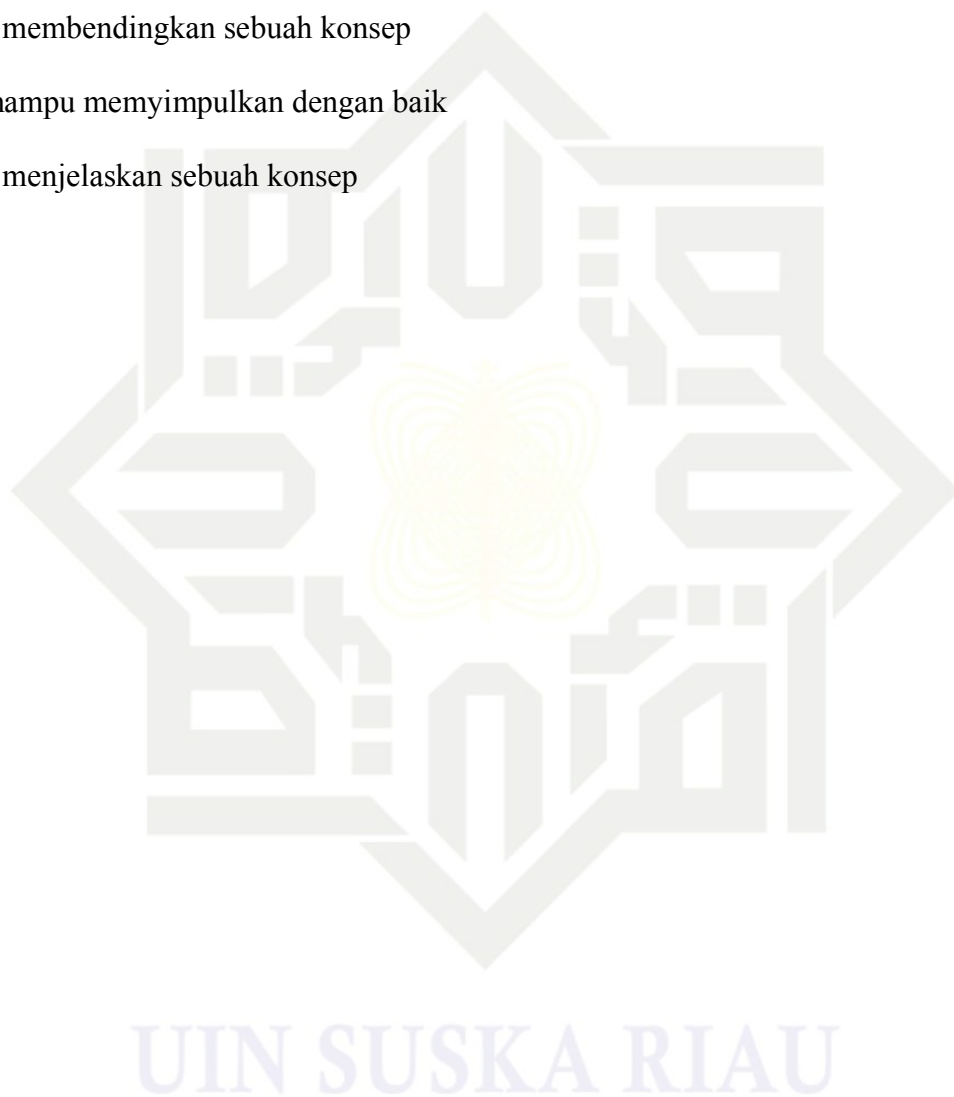 membendingkan sebuah konsep
mampu memyimpulkan dengan baik
menjelaskan sebuah konsep
UIN SUSKA RIAU